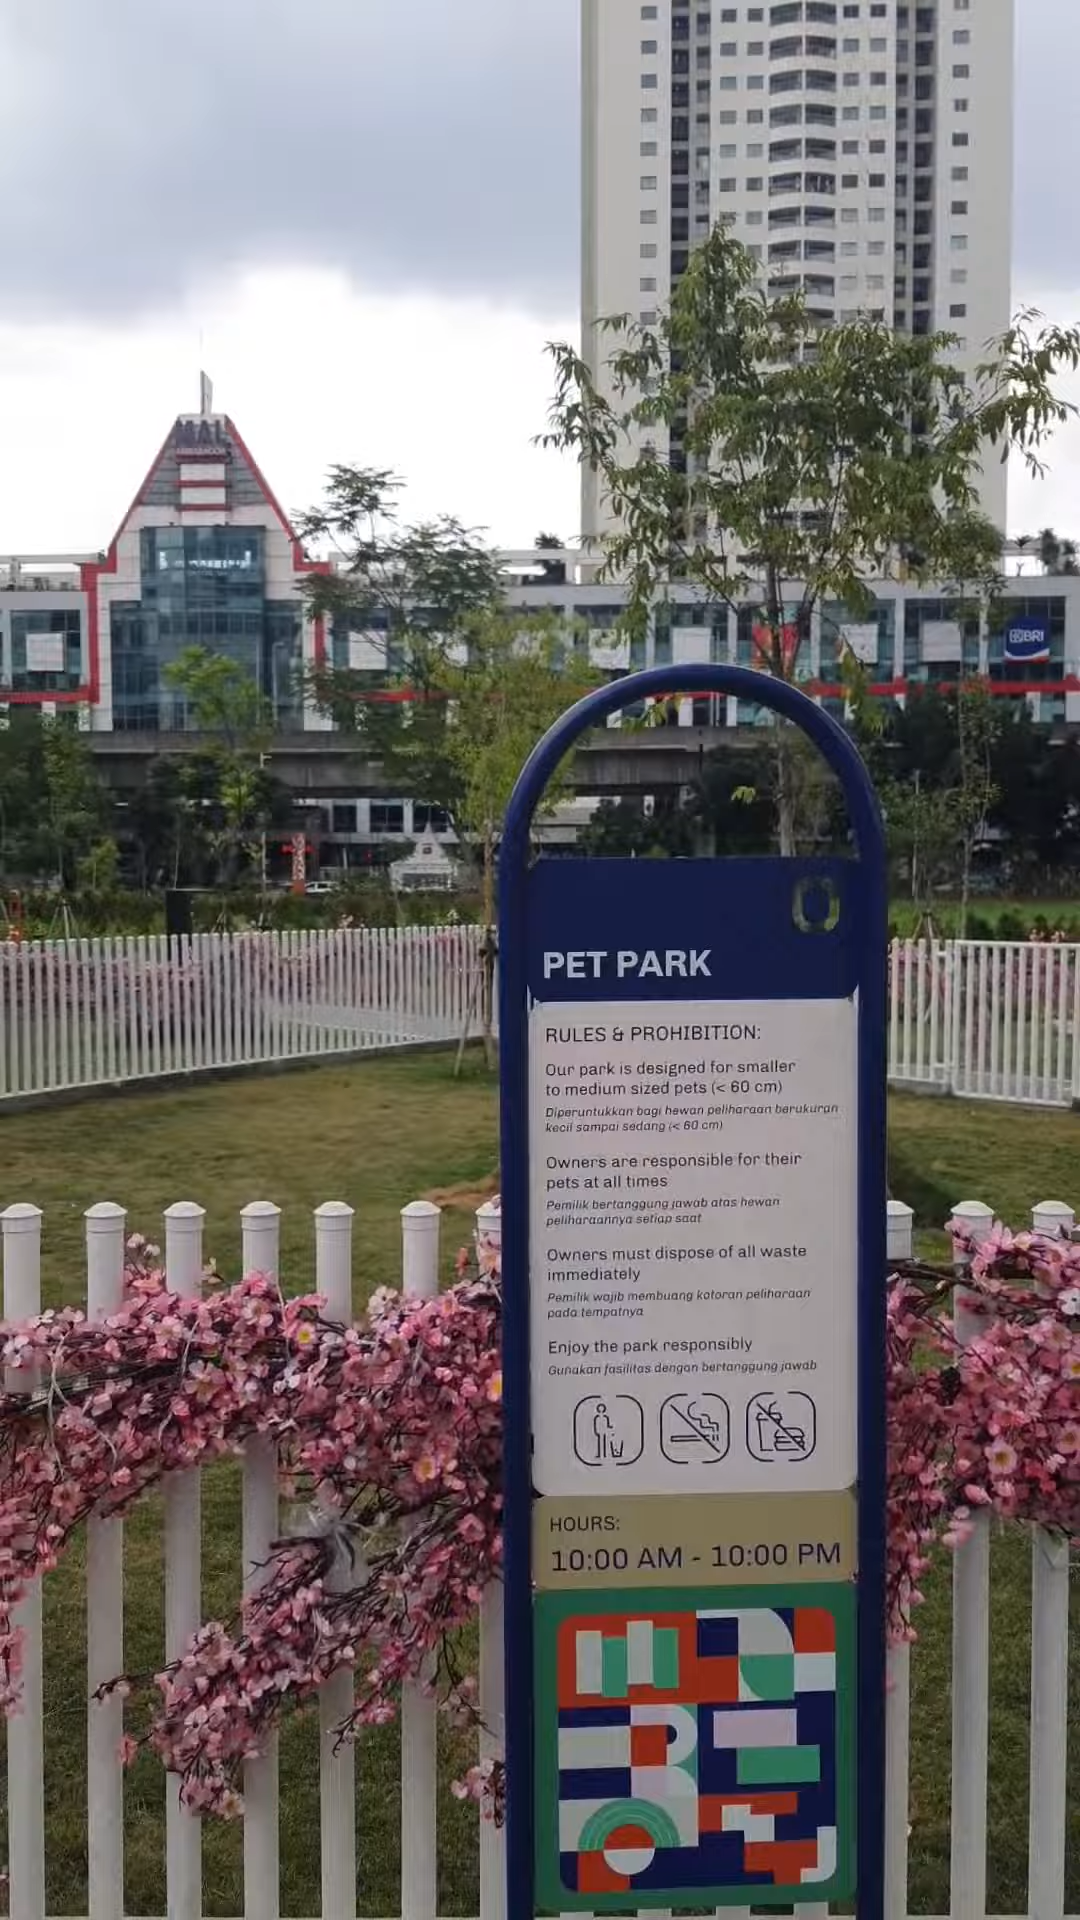 MAL
BRI
PET PARK
RULES & PROHIBITION:
Our park is designed for smaller
to medium sized pets (< 60 cm)
Diperuntukkan bagi hewan peliharaan berukuran
kecil sampai sedang (< 60 cm)
Owners are responsible for their
pets at all times
Pemilik bertanggung jawab atas hewan
peliharaannya setiap saat
Owners must dispose of all waste
immediately
Pemilik wajib membuang kotoran peliharaan
pada tempatnya
Enjoy the park responsibly
Gunakan fasilitas dengan bertanggung jawab
HOURS:
10:00 AM - 10:00 PM